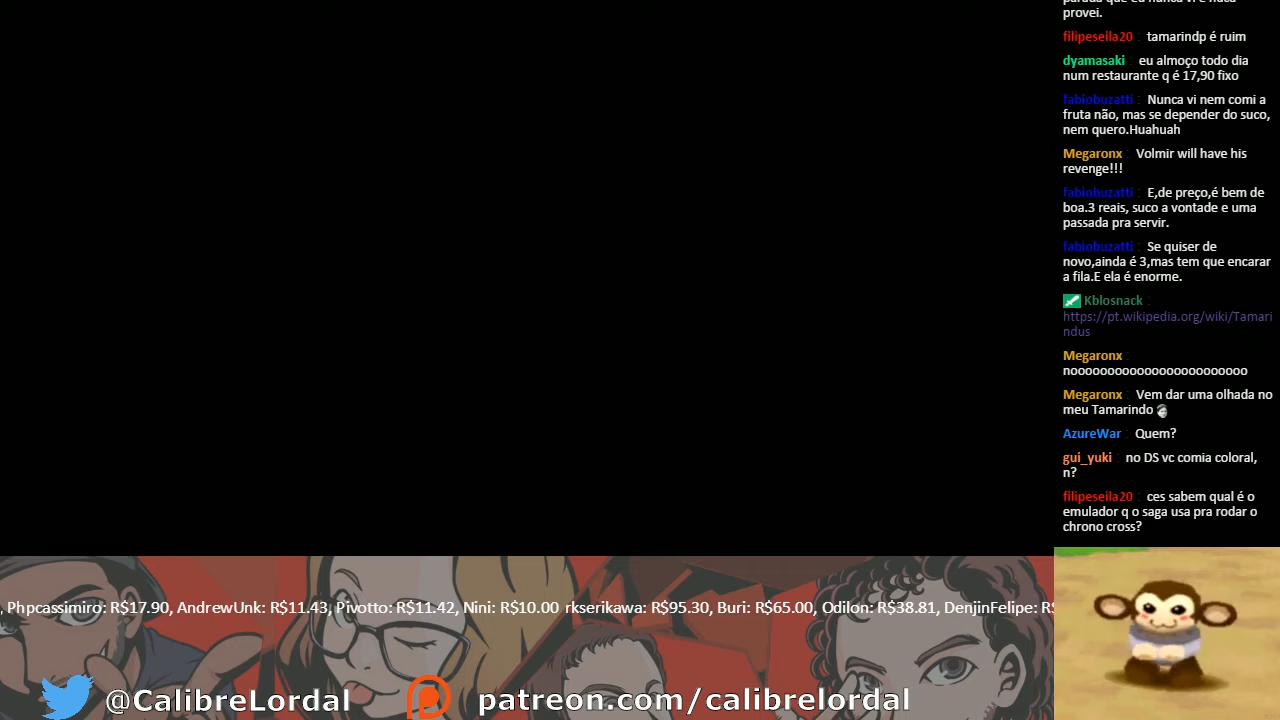 provei.
filipeseila20 : tamarindp é ruim
dyamasaki : eu almoço todo dia
num restaurante q é 17,90 fixo
fabiobuzatti : Nunca vi nem comi a
fruta não, mas se depender do suco,
nem quero.Huahuah
Megaronx : Volmir will have his
revenge!!!
fabiobuzatti : E,de preço,é bem de
boa.3 reais, suco a vontade e uma
passada pra servir.
fabiobuzatti : Se quiser de
novo,ainda é 3,mas tem que encarar
a fila.E ela é enorme.
Kblosnack :
https://pt.wikipedia.org/wiki/Tamari
ndus
Megaronx :
noooooooooooooooooooooooo
Megaronx : Vem dar uma olhada no
meu Tamarindo
AzureWar : Quem?
gui_yuki : no DS vc comia coloral,
n?
filipeseila20 : ces sabem qual é o
emulador q o saga usa pra rodar o
chrono cross?
, Phpcassimiro: R$17.90, AndrewUnk: R$11.43, Pivotto: R$11.42, Nini: R$10.00 rkserikawa: R$95.30, Buri: R$65.00, Odilon: R$38.81, DenjinFelipe: R$
@CalibreLordal
patreon.com/calibrelordal